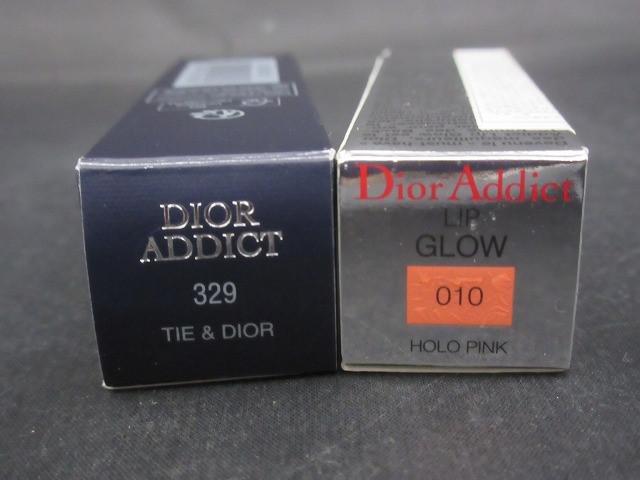 DIOR
ADDICT
329
TIE & DIOR
Dior Addict
LIP
GLOW
010
HOLO PINK